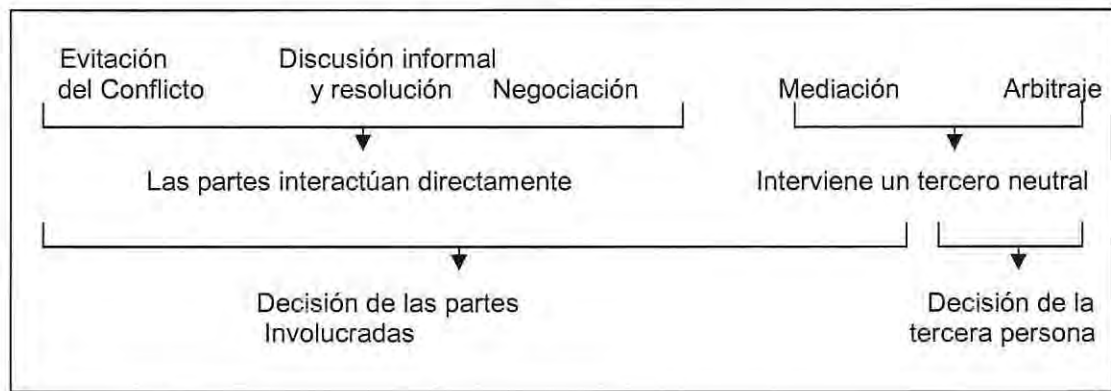 Evitación
del Conflicto
Discusión informal
y resolución
Negociación
Mediación
Arbitraje
Las partes interactúan directamente
Interviene un tercero neutral
Decisión de las partes
Involucradas
Decisión de la
tercera persona